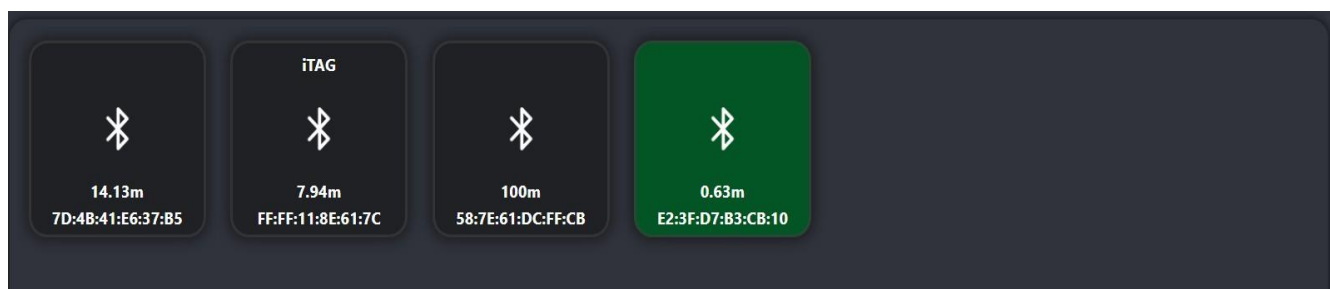 14.13m
7D:4B:41:E6:37:B5
iTAG
7.94m
FF:FF:11:8E:61:7C
100m
58:7E:61:DC:FF:CB
0.63m
E2:3F:D7:B3:CB:10